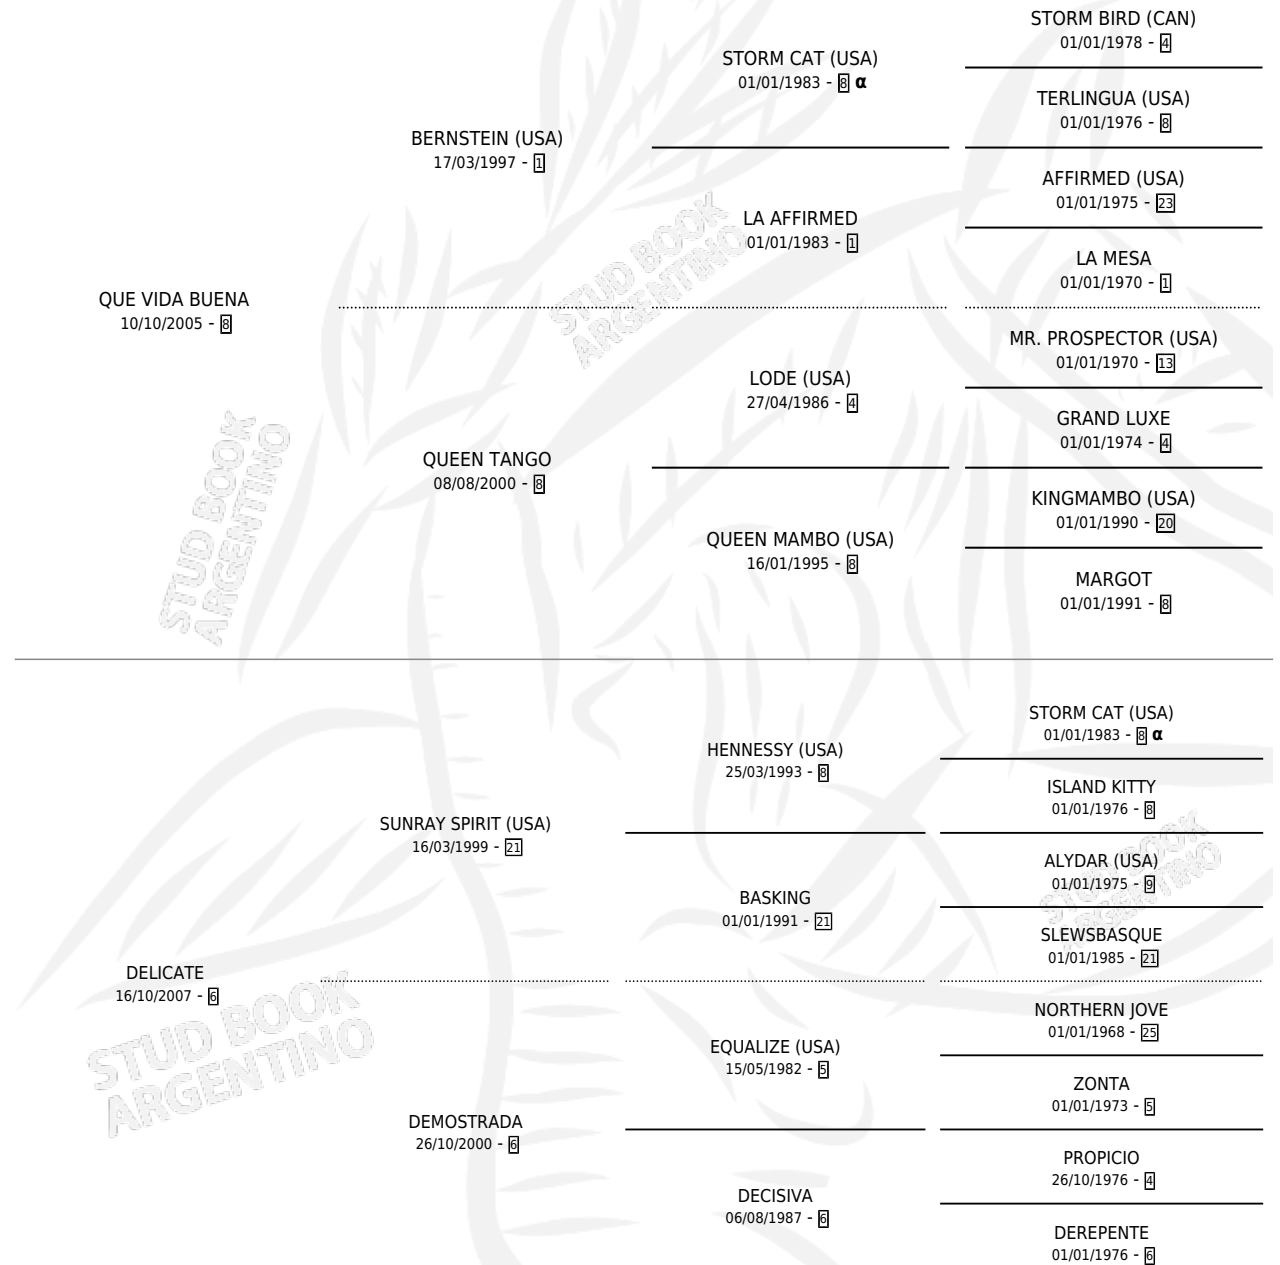 STORM BIRD (CAN)
01/01/1978 - 4
STORM CAT (USA)
01/01/1983 - 8 α
TERLINGUA (USA)
01/01/1976 - 8
BERNSTEIN (USA)
17/03/1997 - 1
AFFIRMED (USA)
01/01/1975 - 23
LA AFFIRMED
01/01/1983 - 1
LA MESA
01/01/1970 - 1
QUE VIDA BUENA
10/10/2005 - 8
MR. PROSPECTOR (USA)
01/01/1970 - 13
LODE (USA)
27/04/1986 - 4
GRAND LUXE
01/01/1974 - 4
QUEEN TANGO
08/08/2000 - 8
KINGMAMBO (USA)
01/01/1990 - 20
QUEEN MAMBO (USA)
16/01/1995 - 8
MARGOT
01/01/1991 - 8
STUD BOOK
ARGENTINO
STUD BOOK
ARGENTINO
STORM CAT (USA)
01/01/1983 - 8 α
HENNESSY (USA)
25/03/1993 - 8
ISLAND KITTY
01/01/1976 - 8
SUNRAY SPIRIT (USA)
16/03/1999 - 21
ALYDAR (USA)
01/01/1975 - 9
BASKING
01/01/1991 - 21
SLEWSBASQUE
01/01/1985 - 21
DELICATE
16/10/2007 - 6
NORTHERN JOVE
01/01/1968 - 25
EQUALIZE (USA)
15/05/1982 - 5
ZONTA
01/01/1973 - 5
DEMOSTRADA
26/10/2000 - 6
PROPICIO
26/10/1976 - 4
DECISIVA
06/08/1987 - 6
DEREPENTE
01/01/1976 - 6
STUD BOOK
ARGENTINO
STUD BOOK
ARGENTINO